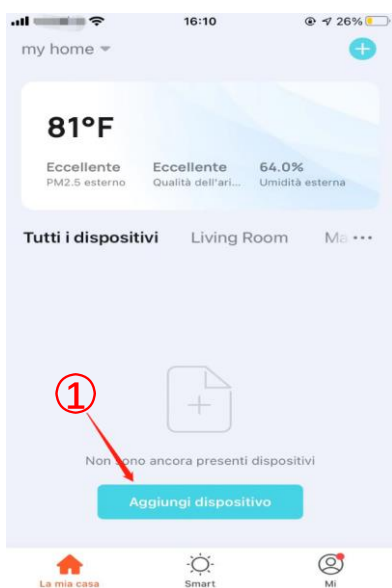 16:10 26%
my home
81°F
Eccellente Eccellente 64.0%
PM2.5 esterno Qualità dell'ari... Umidità esterna
Tutti i dispositivi Living Room Ma ...
①
Non sono ancora presenti dispositivi
Aggiungi dispositivo
La mia casa Smart Mi